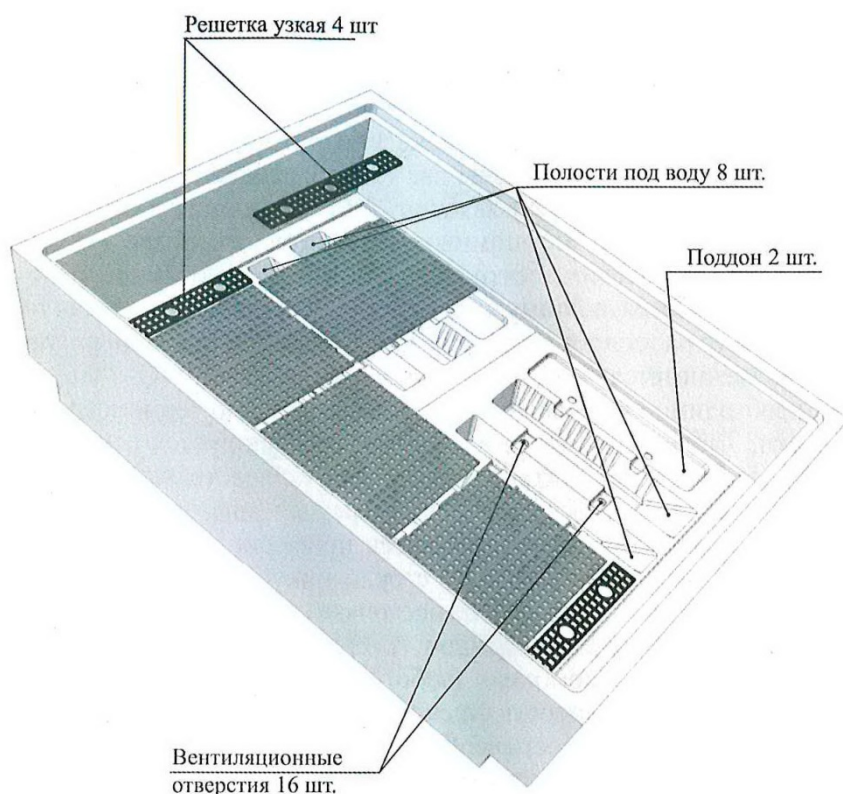 Решетка узкая 4 шт
Полости под воду 8 шт.
Поддон 2 шт.
Вентиляционные
отверстия 16 шт.